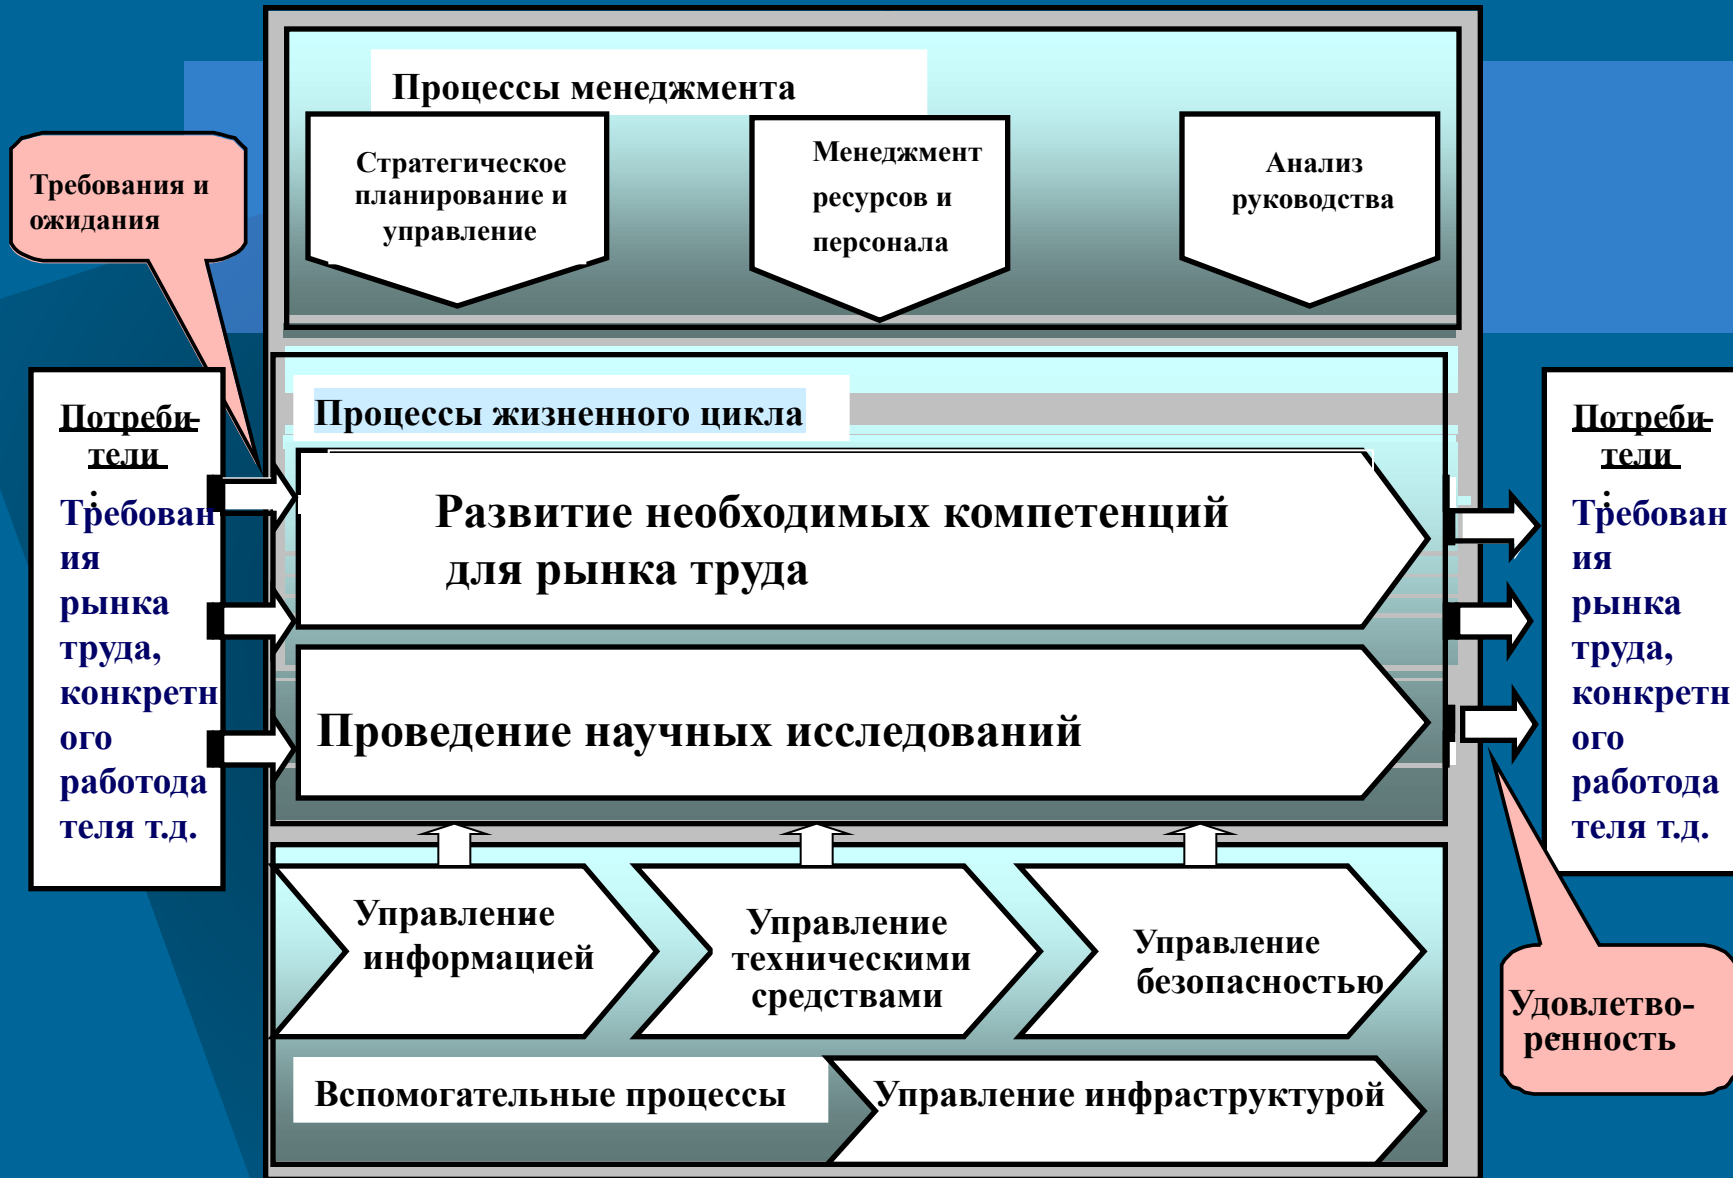 Процессы менеджмента
Стратегическое
планирование и
управление
Менеджмент
ресурсов и
персонала
Анализ
руководства
Требования и
ожидания
Потреби-
тели
:
Требован
ия
рынка
труда,
конкретн
ого
работода
теля т.д.
Процессы жизненного цикла
Развитие необходимых компетенций
для рынка труда
Проведение научных исследований
Потреби-
тели
:
Требован
ия
рынка
труда,
конкретн
ого
работода
теля т.д.
Управление
информацией
Управление
техническими
средствами
Управление
безопасностью
Удовлетво-
ренность
Вспомогательные процессы
Управление инфраструктурой